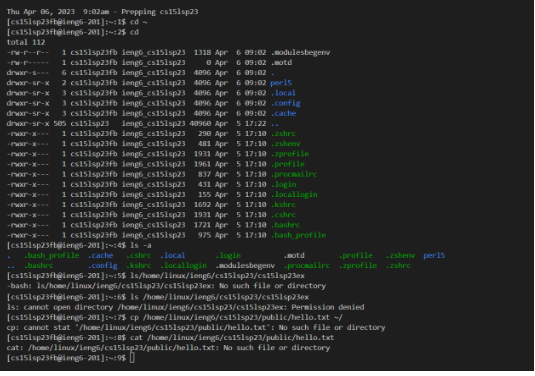 Thu Apr 06, 2023  9:02am - Prepping cs15lsp23
[cs15lsp23fb@ieng6-201]:~:1$ cd ~
[cs15lsp23fb@ieng6-201]:~:2$ cd
total 112
-rw-r--r--   1 cs15lsp23fb ieng6_cs15lsp23  1318 Apr  6 09:02 .modulesbegenv
-rw-r-----   1 cs15lsp23fb ieng6_cs15lsp23     0 Apr  6 09:02 .motd
drwxr-s---   6 cs15lsp23fb ieng6_cs15lsp23  4096 Apr  6 09:02 .
drwxr-sr-x   2 cs15lsp23fb ieng6_cs15lsp23  4096 Apr  6 09:02 perl5
drwxr-sr-x   3 cs15lsp23fb ieng6_cs15lsp23  4096 Apr  6 09:02 .local
drwxr-sr-x   3 cs15lsp23fb ieng6_cs15lsp23  4096 Apr  6 09:02 .config
drwxr-sr-x   3 cs15lsp23fb ieng6_cs15lsp23  4096 Apr  6 09:02 .cache
drwxr-sr-x 505 cs15lsp23fb ieng6_cs15lsp23 40960 Apr  5 17:22 ..
-rwxr-x---   1 cs15lsp23fb ieng6_cs15lsp23   290 Apr  5 17:10 .zshrc
-rwxr-x---   1 cs15lsp23fb ieng6_cs15lsp23   481 Apr  5 17:10 .zshenv
-rwxr-x---   1 cs15lsp23fb ieng6_cs15lsp23  1931 Apr  5 17:10 .zprofile
-rwxr-x---   1 cs15lsp23fb ieng6_cs15lsp23  1961 Apr  5 17:10 .profile
-rwxr-x---   1 cs15lsp23fb ieng6_cs15lsp23   837 Apr  5 17:10 .procmailrc
-rwxr-x---   1 cs15lsp23fb ieng6_cs15lsp23   431 Apr  5 17:10 .login
-rwxr-x---   1 cs15lsp23fb ieng6_cs15lsp23   155 Apr  5 17:10 .locallogin
-rwxr-x---   1 cs15lsp23fb ieng6_cs15lsp23  1692 Apr  5 17:10 .kshrc
-rwxr-x---   1 cs15lsp23fb ieng6_cs15lsp23  1931 Apr  5 17:10 .cshrc
-rwxr-x---   1 cs15lsp23fb ieng6_cs15lsp23  1721 Apr  5 17:10 .bashrc
-rwxr-x---   1 cs15lsp23fb ieng6_cs15lsp23   975 Apr  5 17:10 .bash_profile
[cs15lsp23fb@ieng6-201]:~:4$ ls -a
.   .bash_profile  .cache   .cshrc  .local       .login          .motd        .profile   .zshenv  perl5
..  .bashrc        .config  .kshrc  .locallogin  .modulesbegenv  .procmailrc  .zprofile  .zshrc
[cs15lsp23fb@ieng6-201]:~:5$ ls/home/linux/ieng6/cs15lsp23/cs15lsp23ex
-bash: ls/home/linux/ieng6/cs15lsp23/cs15lsp23ex: No such file or directory
[cs15lsp23fb@ieng6-201]:~:6$ ls /home/linux/ieng6/cs15lsp23/cs15lsp23ex
ls: cannot open directory /home/linux/ieng6/cs15lsp23/cs15lsp23ex: Permission denied
[cs15lsp23fb@ieng6-201]:~:7$ cp /home/linux/ieng6/cs15lsp23/public/hello.txt ~/
cp: cannot stat '/home/linux/ieng6/cs15lsp23/public/hello.txt': No such file or directory
[cs15lsp23fb@ieng6-201]:~:8$ cat /home/linux/ieng6/cs15lsp23/public/hello.txt
cat: /home/linux/ieng6/cs15lsp23/public/hello.txt: No such file or directory
[cs15lsp23fb@ieng6-201]:~:9$